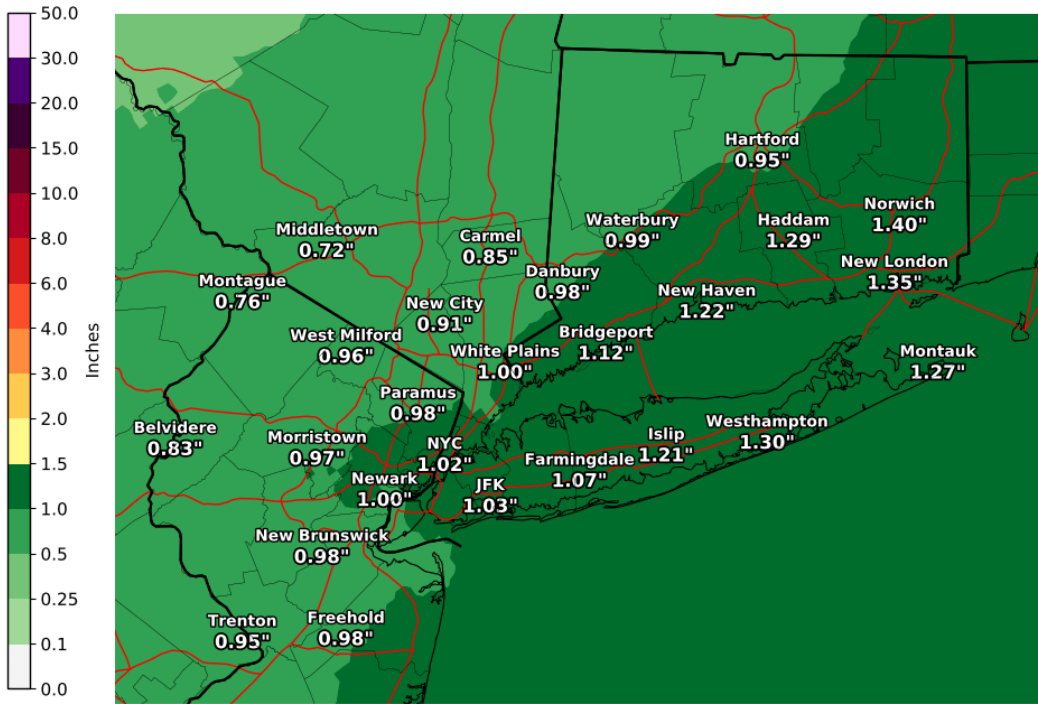 50.0
30.0
20.0
15.0
10.0
8.0
6.0
4.0
3.0
2.0
1.5
1.0
0.5
0.25
0.1
0.0
Inches
Hartford
0.95"
Norwich
1.40"
Waterbury
0.99"
Haddam
1.29"
Middletown
0.72"
Carmel
0.85"
New London
1.35"
Danbury
0.98"
Montague
0.76"
New Haven
1.22"
New City
0.91"
Bridgeport
1.12"
West Milford
0.96"
White Plains
1.00"
Montauk
1.27"
Paramus
0.98"
Westhampton
1.30"
Belvidere
0.83"
Morristown
0.97"
NYC
1.02"
Islip
1.21"
Farmingdale
1.07"
Newark
1.00"
JFK
1.03"
New Brunswick
0.98"
Trenton
0.95"
Freehold
0.98"